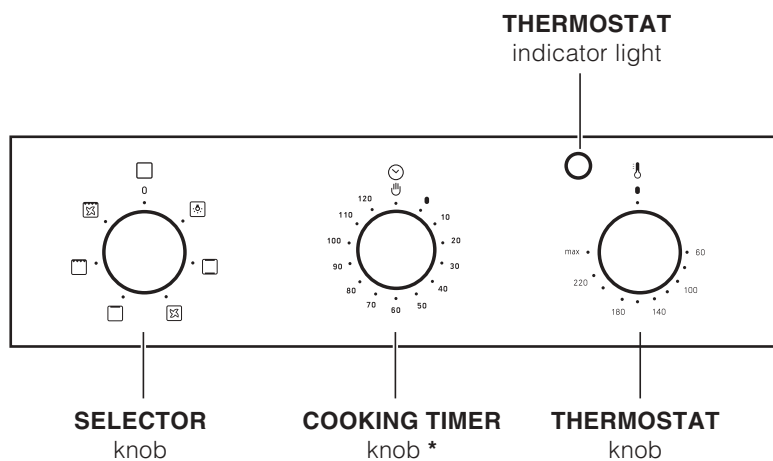 THERMOSTAT
indicator light
0
120
110
100
90
80
70
60
50
40
30
20
10
max
60
220
100
180
140
SELECTOR
knob
COOKING TIMER
knob *
THERMOSTAT
knob